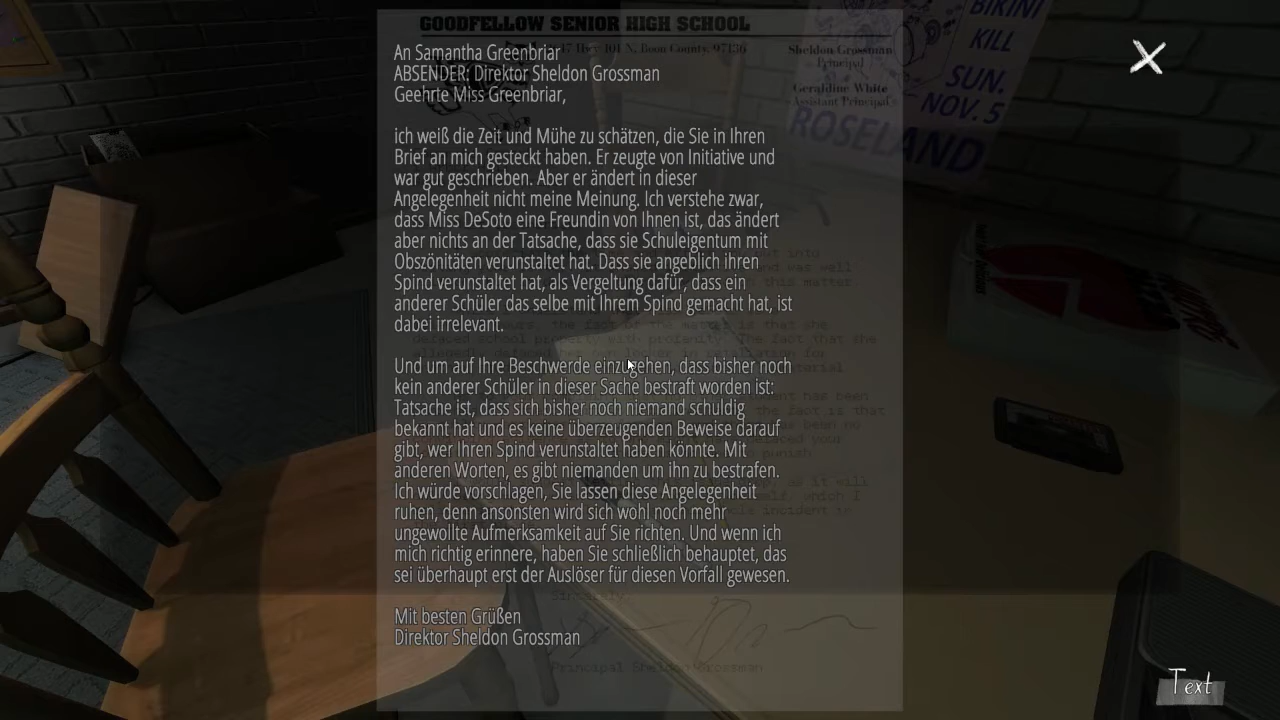 GOODFELLOW SENIOR HIGH SCHOOL
Hwy 101 N, Boon County, 97136
Sheldon Grossman
Principal
Geraldine White
Assistant Principal
An Samantha Greenbriar
ABSENDER: Direktor Sheldon Grossman
Geehrte Miss Greenbriar,
ich weiß die Zeit und Mühe zu schätzen, die Sie in Ihren
Brief an mich gesteckt haben. Er zeugte von Initiative und
war gut geschrieben. Aber er ändert in dieser
Angelegenheit nicht meine Meinung. Ich verstehe zwar,
dass Miss DeSoto eine Freundin von Ihnen ist, das ändert
aber nichts an der Tatsache, dass sie Schuleigentum mit
Obszönitäten verunstaltet hat. Dass sie angeblich ihren
Spind verunstaltet hat, als Vergeltung dafür, dass ein
anderer Schüler das selbe mit Ihrem Spind gemacht hat, ist
dabei irrelevant.
Und um auf Ihre Beschwerde einzugehen, dass bisher noch
kein anderer Schüler in dieser Sache bestraft worden ist:
Tatsache ist, dass sich bisher noch niemand schuldig
bekannt hat und es keine überzeugenden Beweise darauf
gibt, wer Ihren Spind verunstaltet haben könnte. Mit
anderen Worten, es gibt niemanden um ihn zu bestrafen.
Ich würde vorschlagen, Sie lassen diese Angelegenheit
ruhen, denn ansonsten wird sich wohl noch mehr
ungewollte Aufmerksamkeit auf Sie richten. Und wenn ich
mich richtig erinnere, haben Sie schließlich behauptet, das
sei überhaupt erst der Auslöser für diesen Vorfall gewesen.
Mit besten Grüßen
Direktor Sheldon Grossman
Sincerely
Principal Sheldon Grossman
BIKINI
KILL
SUN.
NOV. 5
ROSELAND
Text